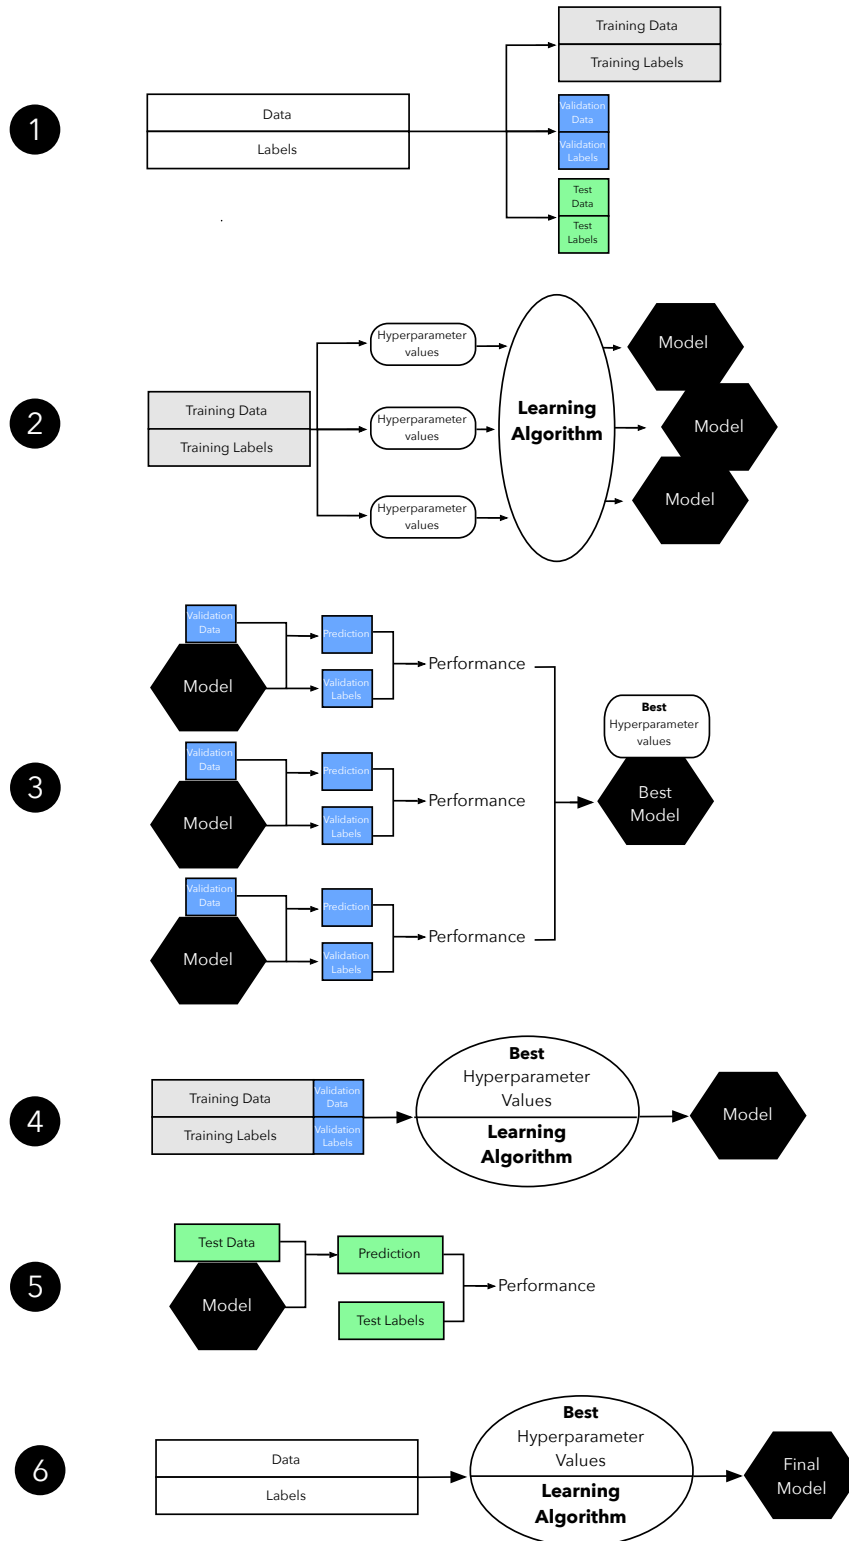 1
Data
Labels
Training Data
Training Labels
Validation
Data
Validation
Labels
Test
Data
Test
Labels
2
Training Data
Training Labels
Hyperparameter
values
Hyperparameter
values
Hyperparameter
values
Learning
Algorithm
Model
Model
Model
3
Validation
Data
Model
Prediction
Validation
Labels
Performance
Validation
Data
Model
Prediction
Validation
Labels
Performance
Validation
Data
Model
Prediction
Validation
Labels
Performance
Best
Hyperparameter
values
Best
Model
4
Training Data
Training Labels
Validation
Data
Validation
Labels
Best
Hyperparameter
Values
Learning
Algorithm
Model
5
Test Data
Model
Prediction
Test Labels
Performance
6
Data
Labels
Best
Hyperparameter
Values
Learning
Algorithm
Final
Model